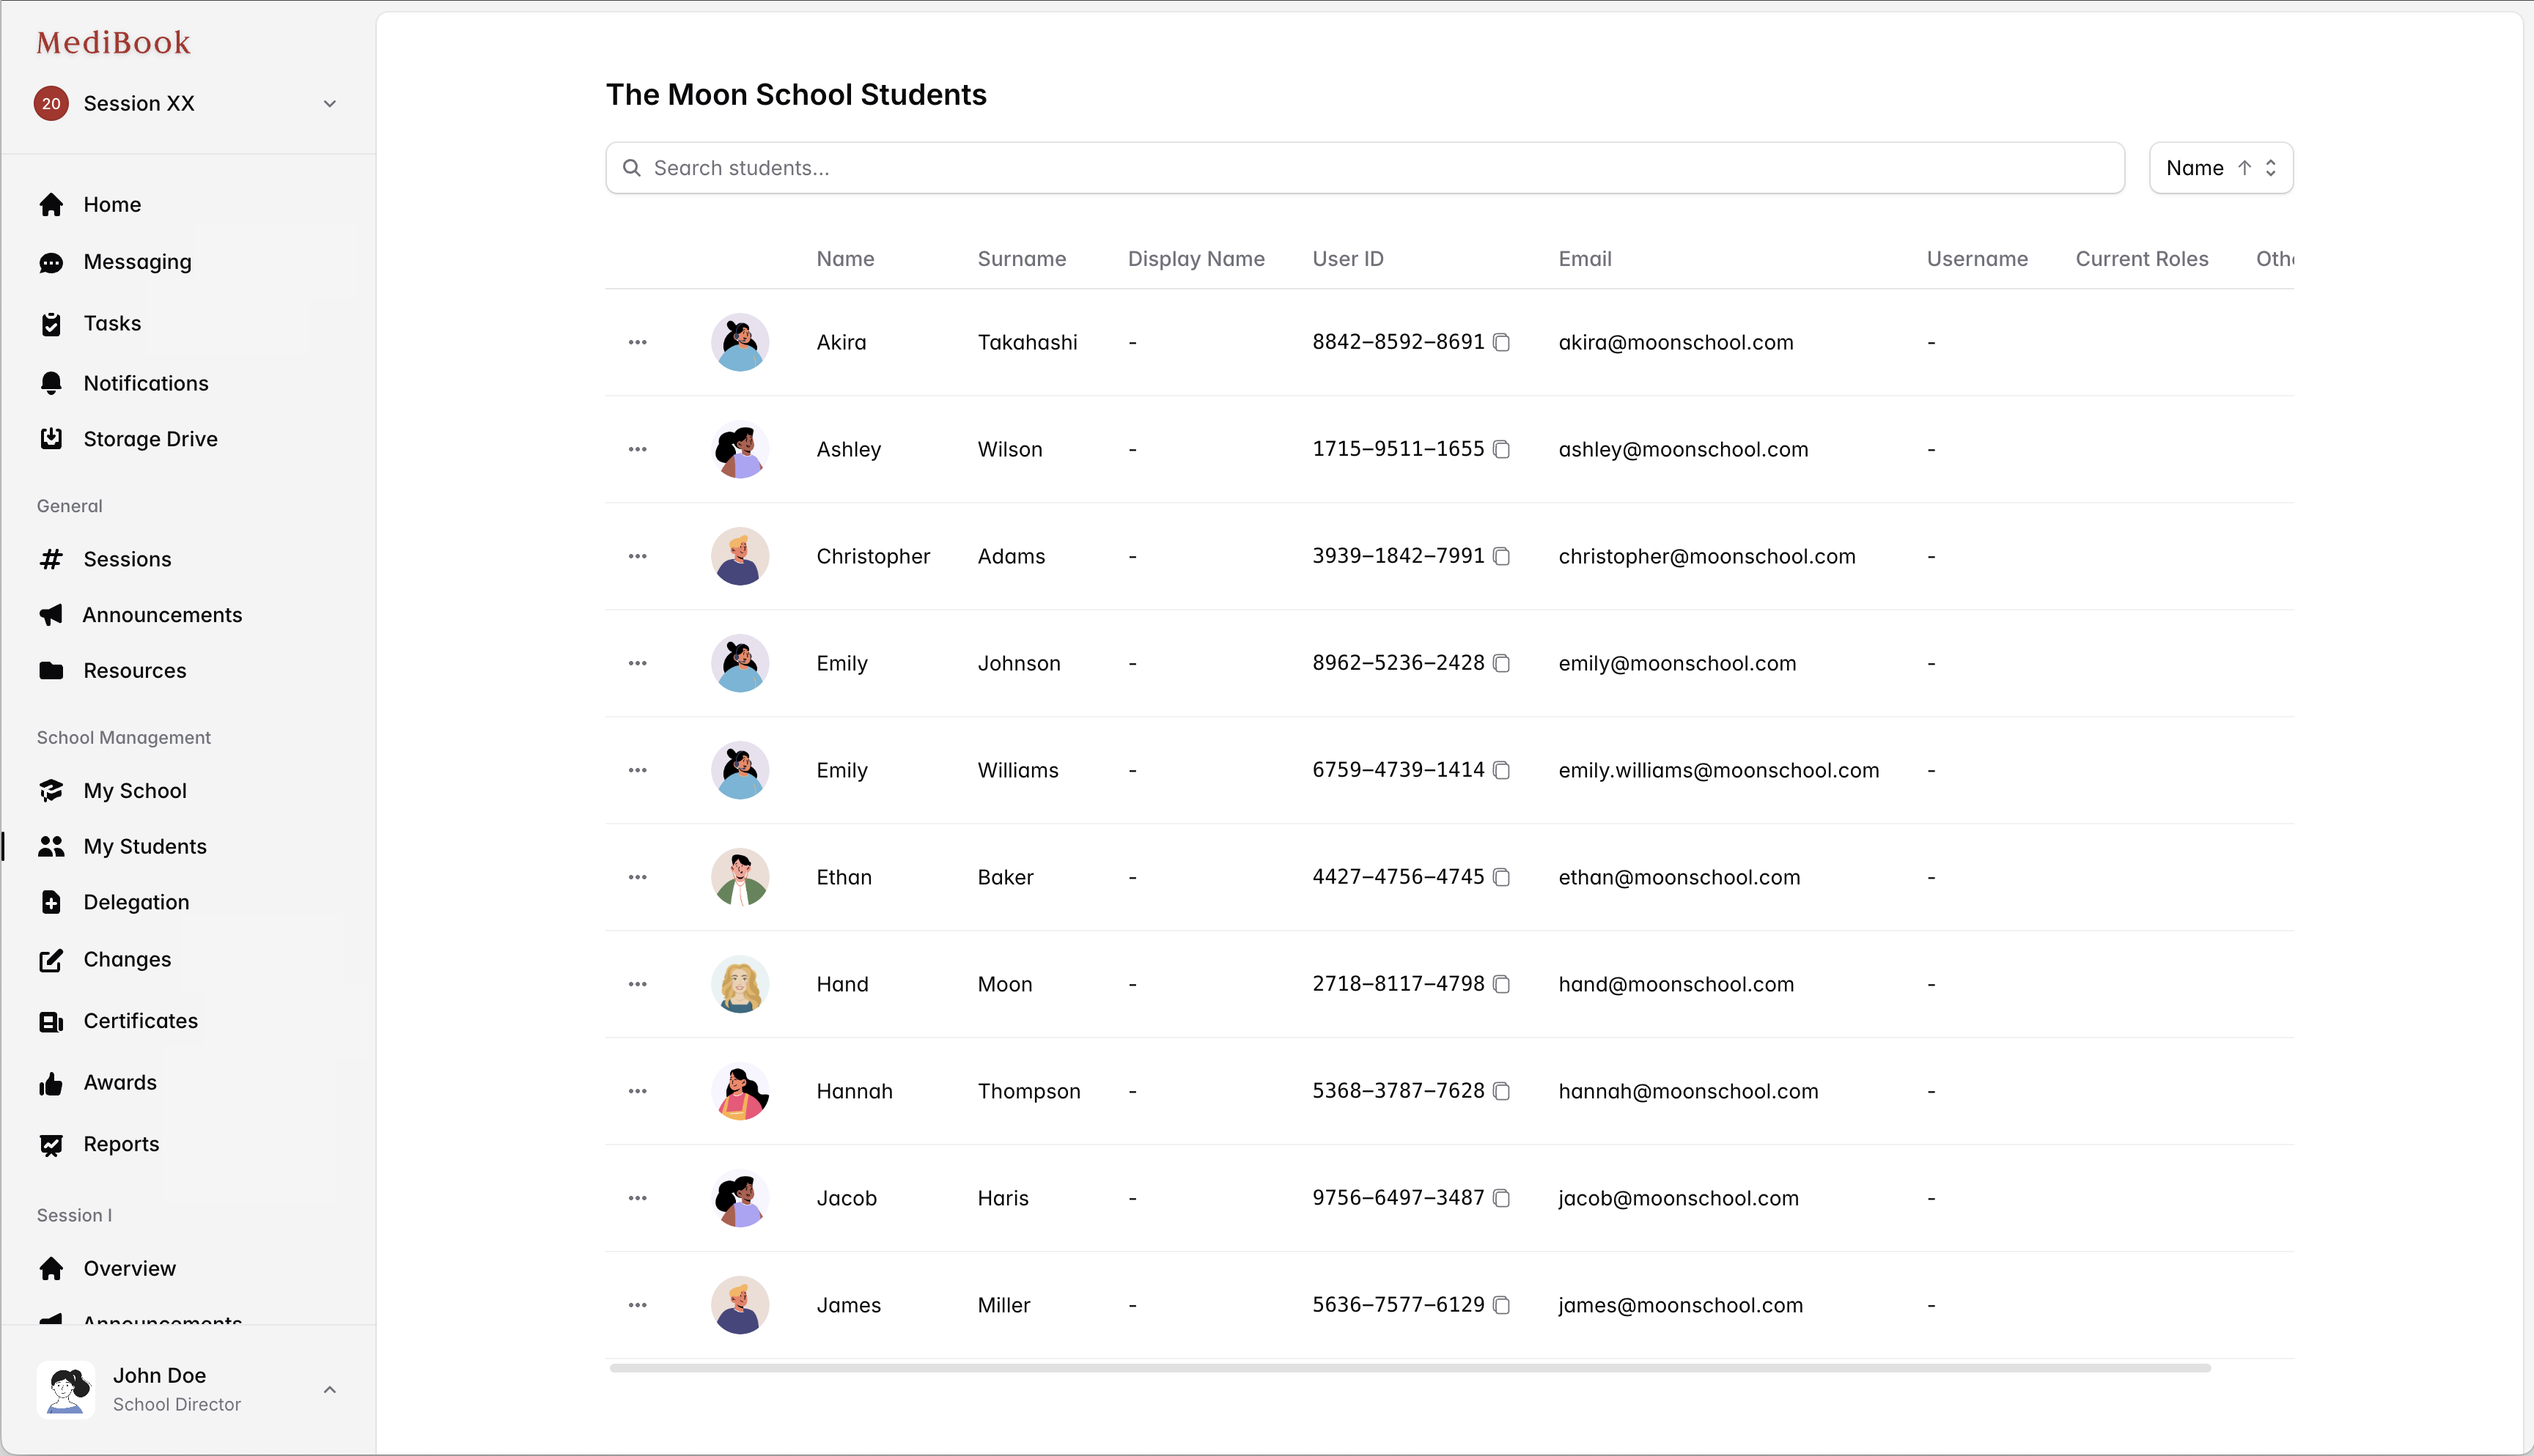 MediBook
20 Session XX
Home
Messaging
Tasks
Notifications
Storage Drive
General
Sessions
Announcements
Resources
School Management
My School
My Students
Delegation
Changes
Certificates
Awards
Reports
Session I
Overview
Announcements
John Doe
School Director
The Moon School Students
Search students...
Name
Name Surname Display Name User ID Email Username Current Roles Oth
Akira Takahashi - 8842-8592-8691 akira@moonschool.com -
Ashley Wilson - 1715-9511-1655 ashley@moonschool.com -
Christopher Adams - 3939-1842-7991 christopher@moonschool.com -
Emily Johnson - 8962-5236-2428 emily@moonschool.com -
Emily Williams - 6759-4739-1414 emily.williams@moonschool.com -
Ethan Baker - 4427-4756-4745 ethan@moonschool.com -
Hand Moon - 2718-8117-4798 hand@moonschool.com -
Hannah Thompson - 5368-3787-7628 hannah@moonschool.com -
Jacob Haris - 9756-6497-3487 jacob@moonschool.com -
James Miller - 5636-7577-6129 james@moonschool.com -